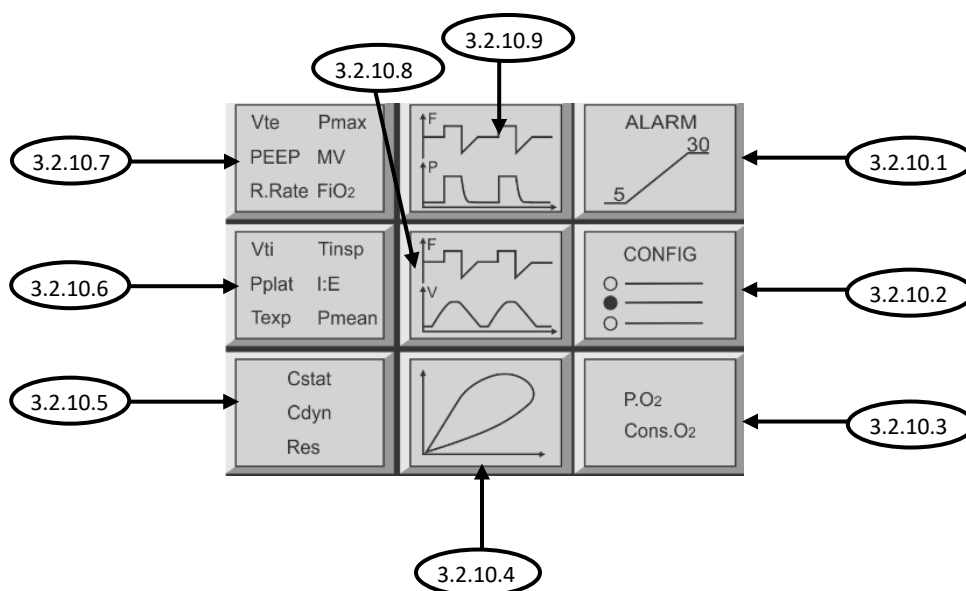 3.2.10.9
3.2.10.8
3.2.10.7
Vte Pmax
PEEP MV
R.Rate FiO2
F
P
ALARM
30
5
3.2.10.1
3.2.10.6
Vti Tinsp
Pplat I:E
Texp Pmean
F
V
CONFIG
3.2.10.2
3.2.10.5
Cstat
Cdyn
Res
P.O2
Cons.O2
3.2.10.3
3.2.10.4